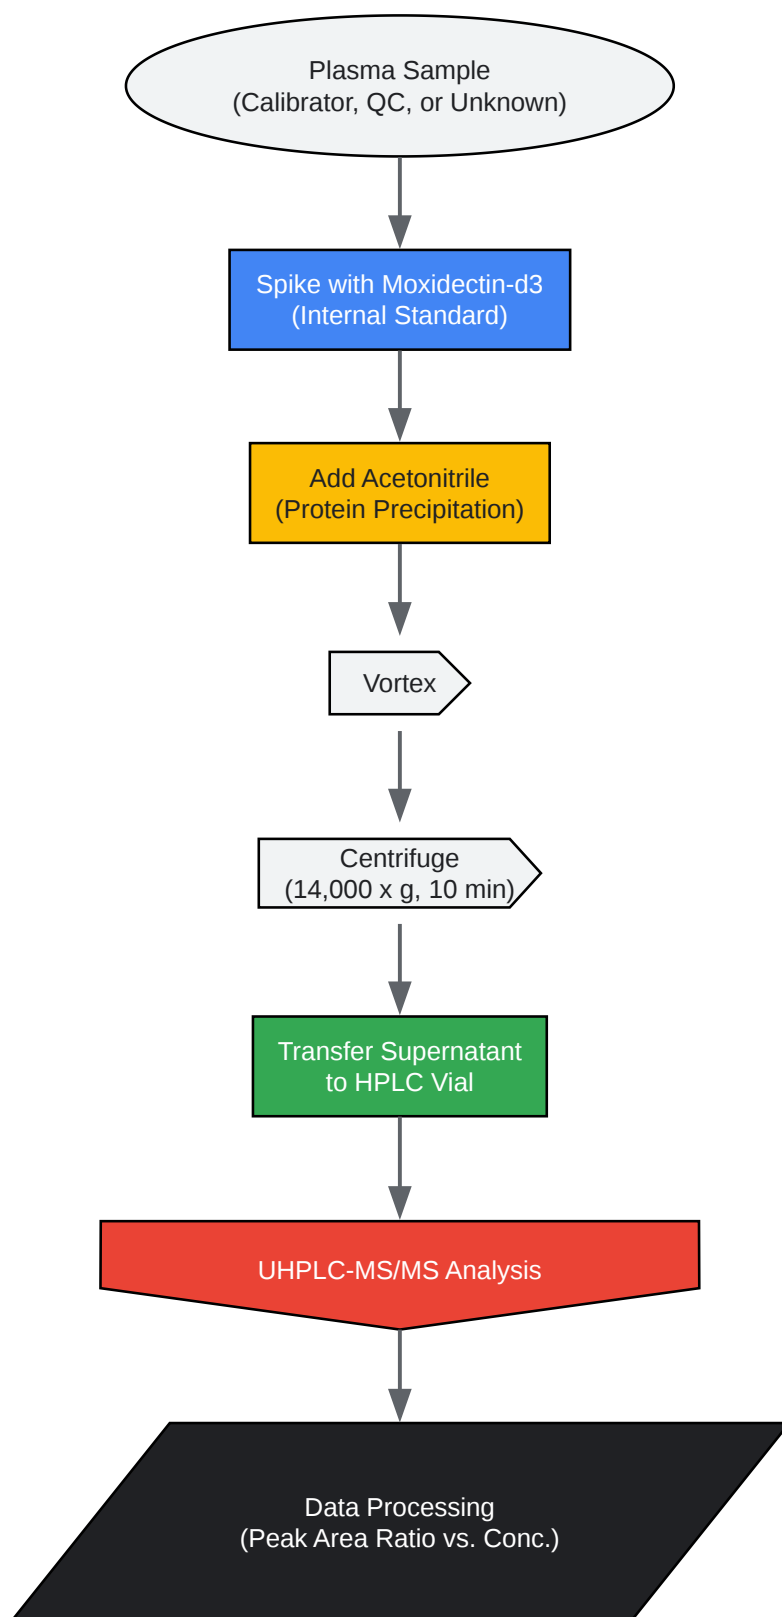 Plasma Sample
(Calibrator, QC, or Unknown)
Spike with Moxidectin-d3
(Internal Standard)
Add Acetonitrile
(Protein Precipitation)
Vortex
Centrifuge
(14,000 x g, 10 min)
Transfer Supernatant
to HPLC Vial
UHPLC-MS/MS Analysis
Data Processing
(Peak Area Ratio vs. Conc.)